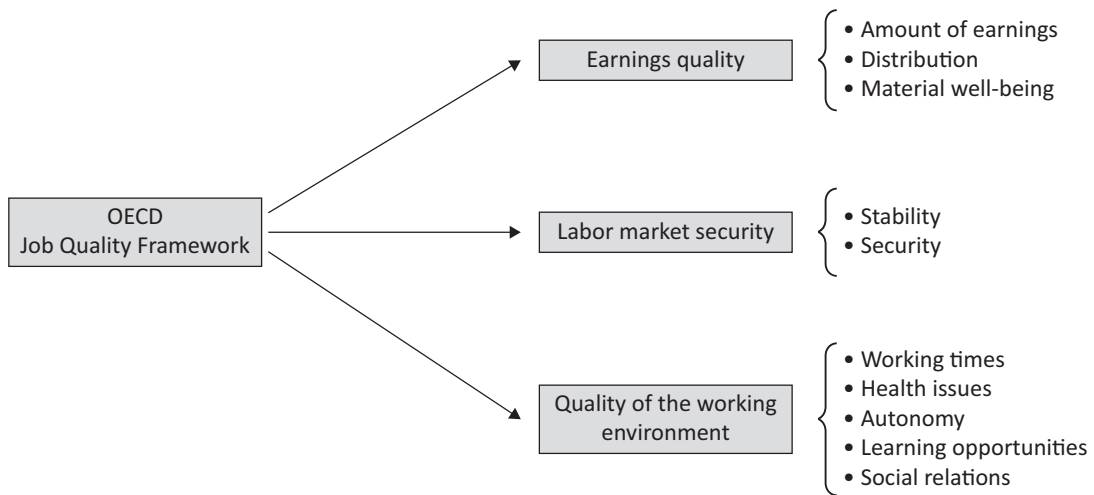 OECD
Job Quality Framework
Earnings quality
• Amount of earnings
• Distribution
• Material well-being
Labor market security
• Stability
• Security
Quality of the working
environment
• Working times
• Health issues
• Autonomy
• Learning opportunities
• Social relations